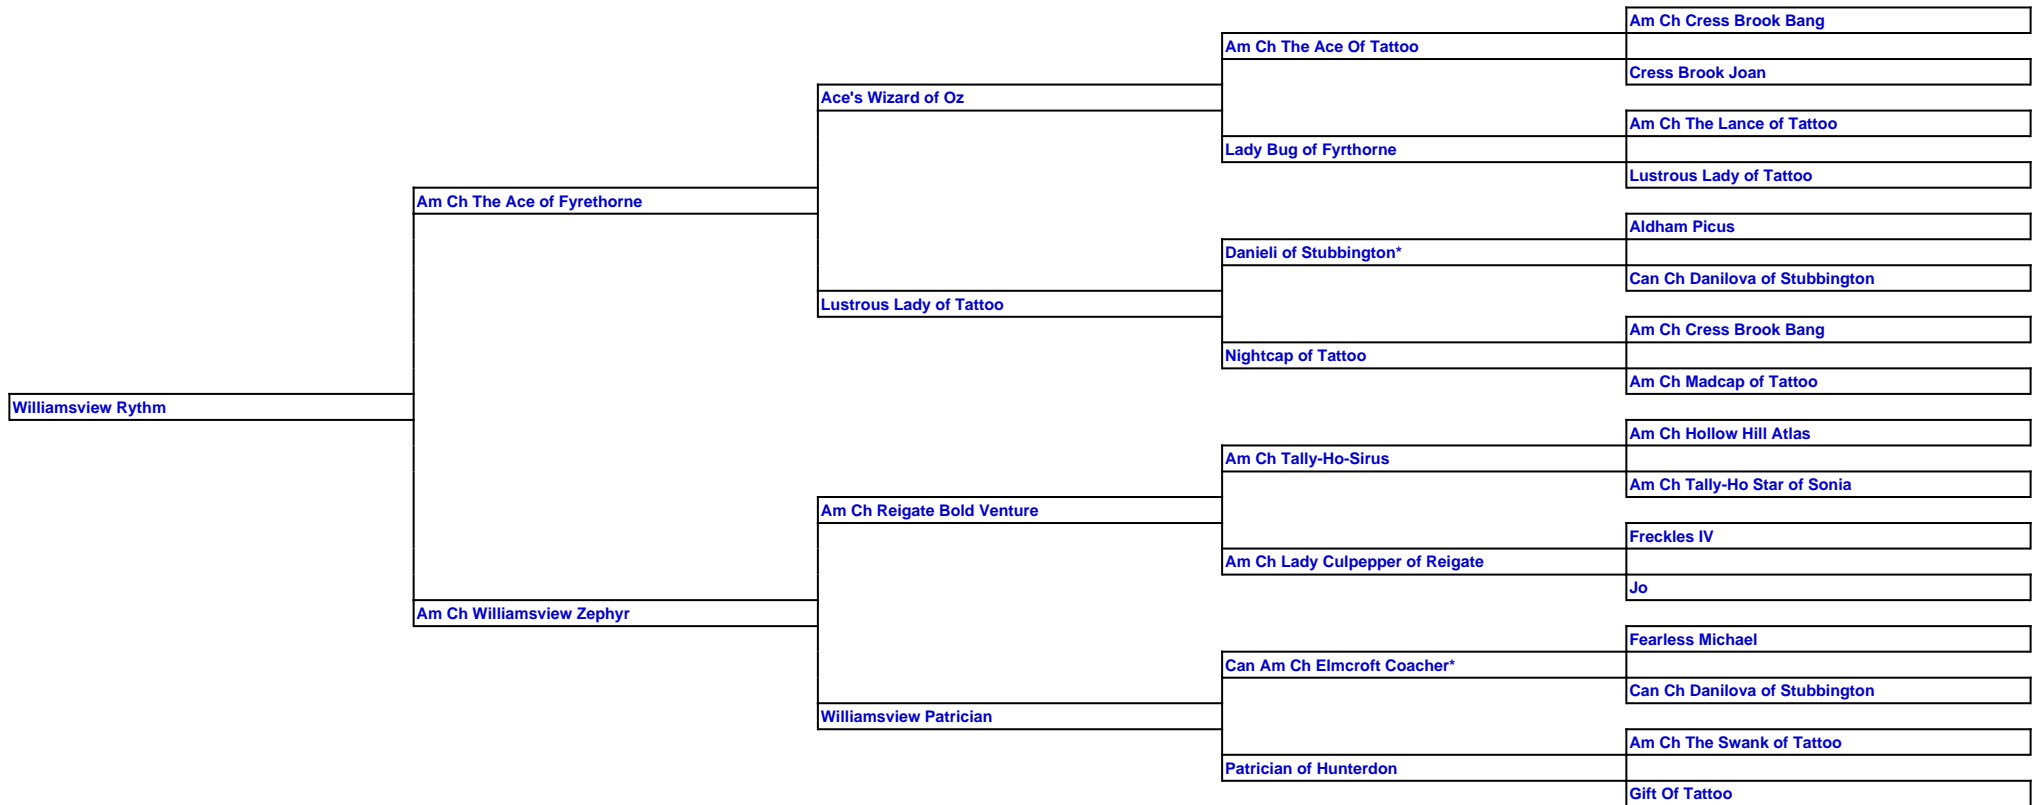 Am Ch Cress Brook Bang
Am Ch The Ace Of Tattoo
Cress Brook Joan
Ace's Wizard of Oz
Am Ch The Lance of Tattoo
Lady Bug of Fyrthorne
Lustrous Lady of Tattoo
Am Ch The Ace of Fyrethorne
Aldham Picus
Danieli of Stubbington*
Can Ch Danilova of Stubbington
Lustrous Lady of Tattoo
Am Ch Cress Brook Bang
Nightcap of Tattoo
Am Ch Madcap of Tattoo
Williamsview Rythm
Am Ch Hollow Hill Atlas
Am Ch Tally-Ho-Sirus
Am Ch Tally-Ho Star of Sonia
Am Ch Reigate Bold Venture
Freckles IV
Am Ch Lady Culpepper of Reigate
Jo
Am Ch Williamsview Zephyr
Fearless Michael
Can Am Ch Elmcroft Coacher*
Can Ch Danilova of Stubbington
Williamsview Patrician
Am Ch The Swank of Tattoo
Patrician of Hunterdon
Gift Of Tattoo